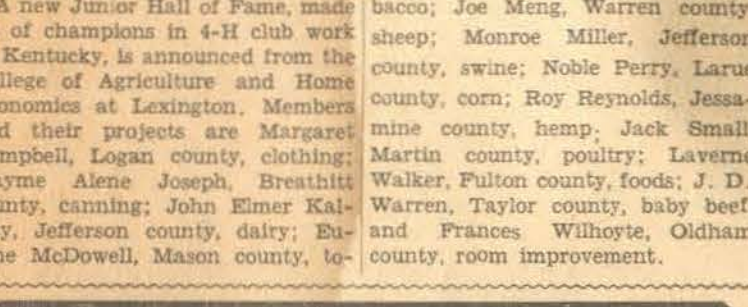 A new Junior Hall of Fame, made
of champions in 4-H club work
Kentucky, is announced from the
llege of Agriculture and Home
onomics at Lexington. Members
d their projects are Margaret
mpbell, Logan county, clothing;
ayme Alene Joseph, Breathitt
unty, canning; John Elmer Kal-
y, Jefferson county, dairy; Eu-
ne McDowell, Mason county, to-
bacco; Joe Meng, Warren county
sheep; Monroe Miller, Jefferson
county, swine; Noble Perry, Larue
county, corn; Roy Reynolds, Jessa-
mine county, hemp; Jack Small
Martin county, poultry; Laverne
Walker, Fulton county, foods; J. D.
Warren, Taylor county, baby beef
and Frances Wilhoyte, Oldham
county, room improvement.